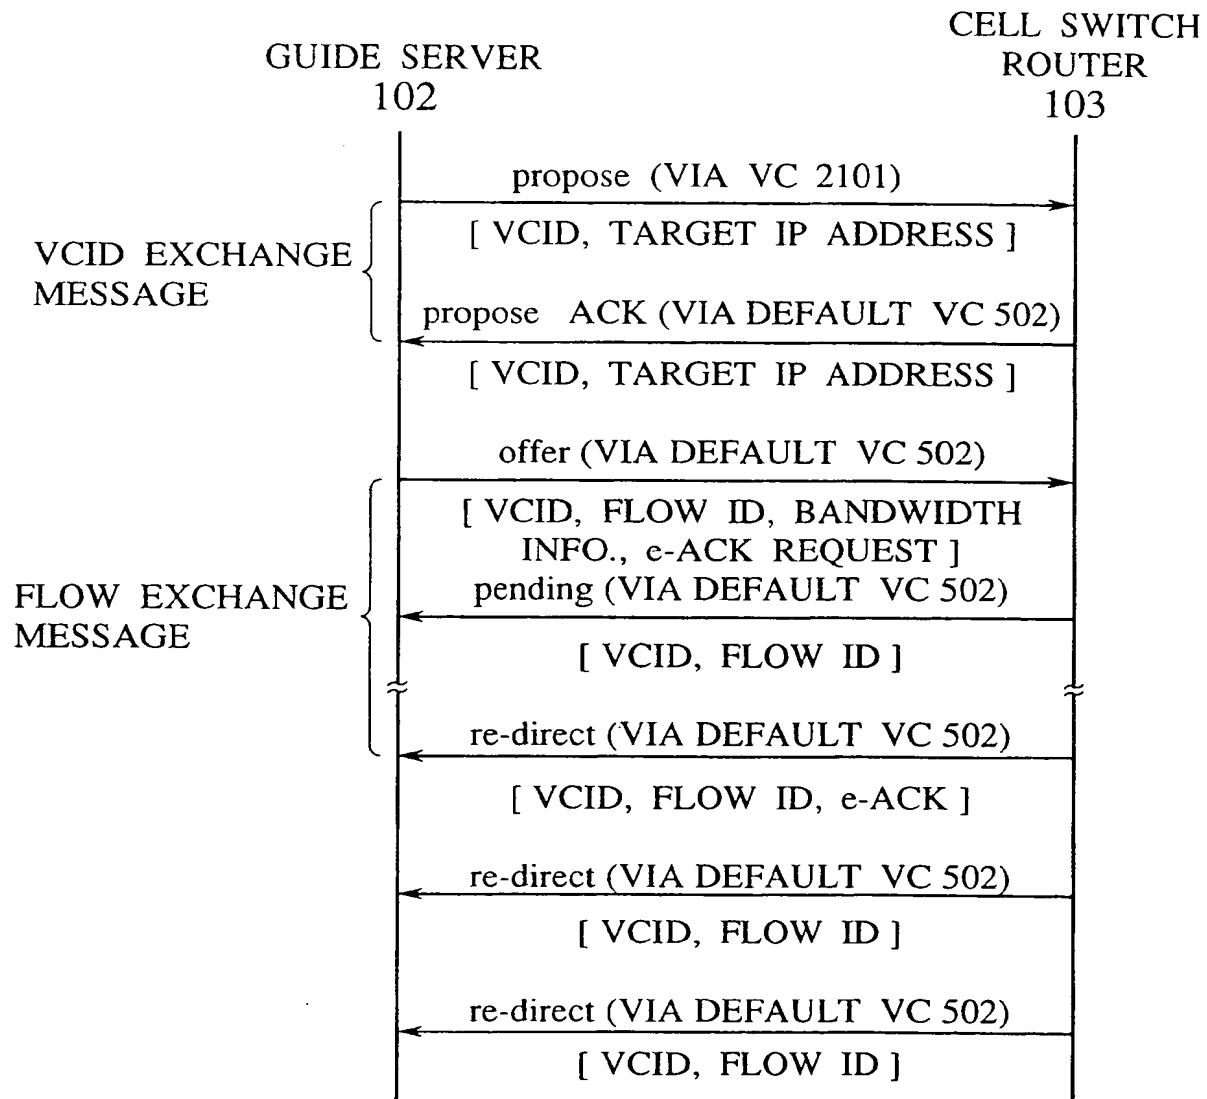 CELL SWITCH
ROUTER
103
GUIDE SERVER
102
propose (VIA VC 2101)
[ VCID, TARGET IP ADDRESS ]
VCID EXCHANGE
MESSAGE
propose ACK (VIA DEFAULT VC 502)
[ VCID, TARGET IP ADDRESS ]
offer (VIA DEFAULT VC 502)
[ VCID, FLOW ID, BANDWIDTH
INFO., e-ACK REQUEST ]
pending (VIA DEFAULT VC 502)
FLOW EXCHANGE
MESSAGE
[ VCID, FLOW ID ]
re-direct (VIA DEFAULT VC 502)
[ VCID, FLOW ID, e-ACK ]
re-direct (VIA DEFAULT VC 502)
[ VCID, FLOW ID ]
re-direct (VIA DEFAULT VC 502)
[ VCID, FLOW ID ]